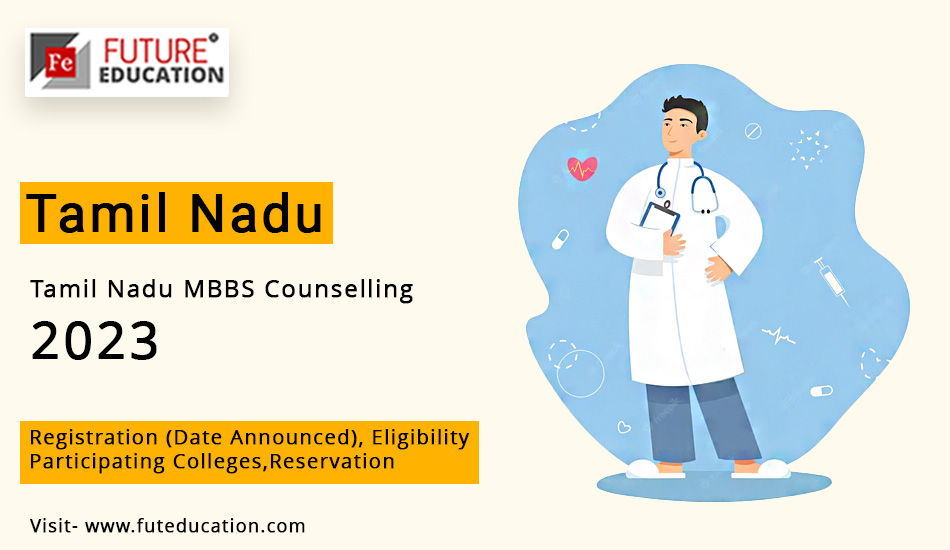 Fe
FUTURE
EDUCATION
Tamil Nadu
Tamil Nadu MBBS Counselling
2023
Registration (Date Announced), Eligibility
Participating Colleges,Reservation
Visit- www.futeducation.com